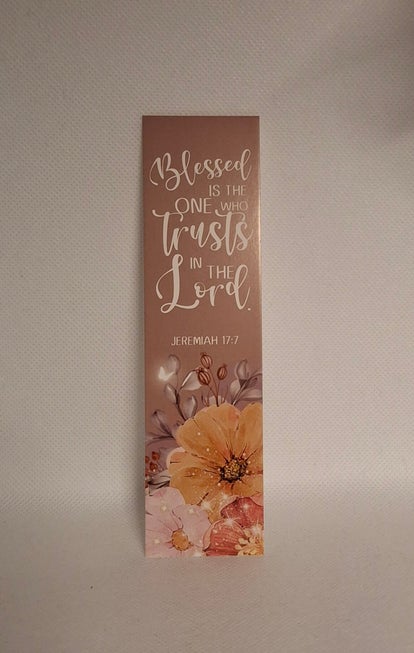 Blessed
IS THE
ONE WHO
Trusts
IN THE
Lord.
JEREMIAH 17:7